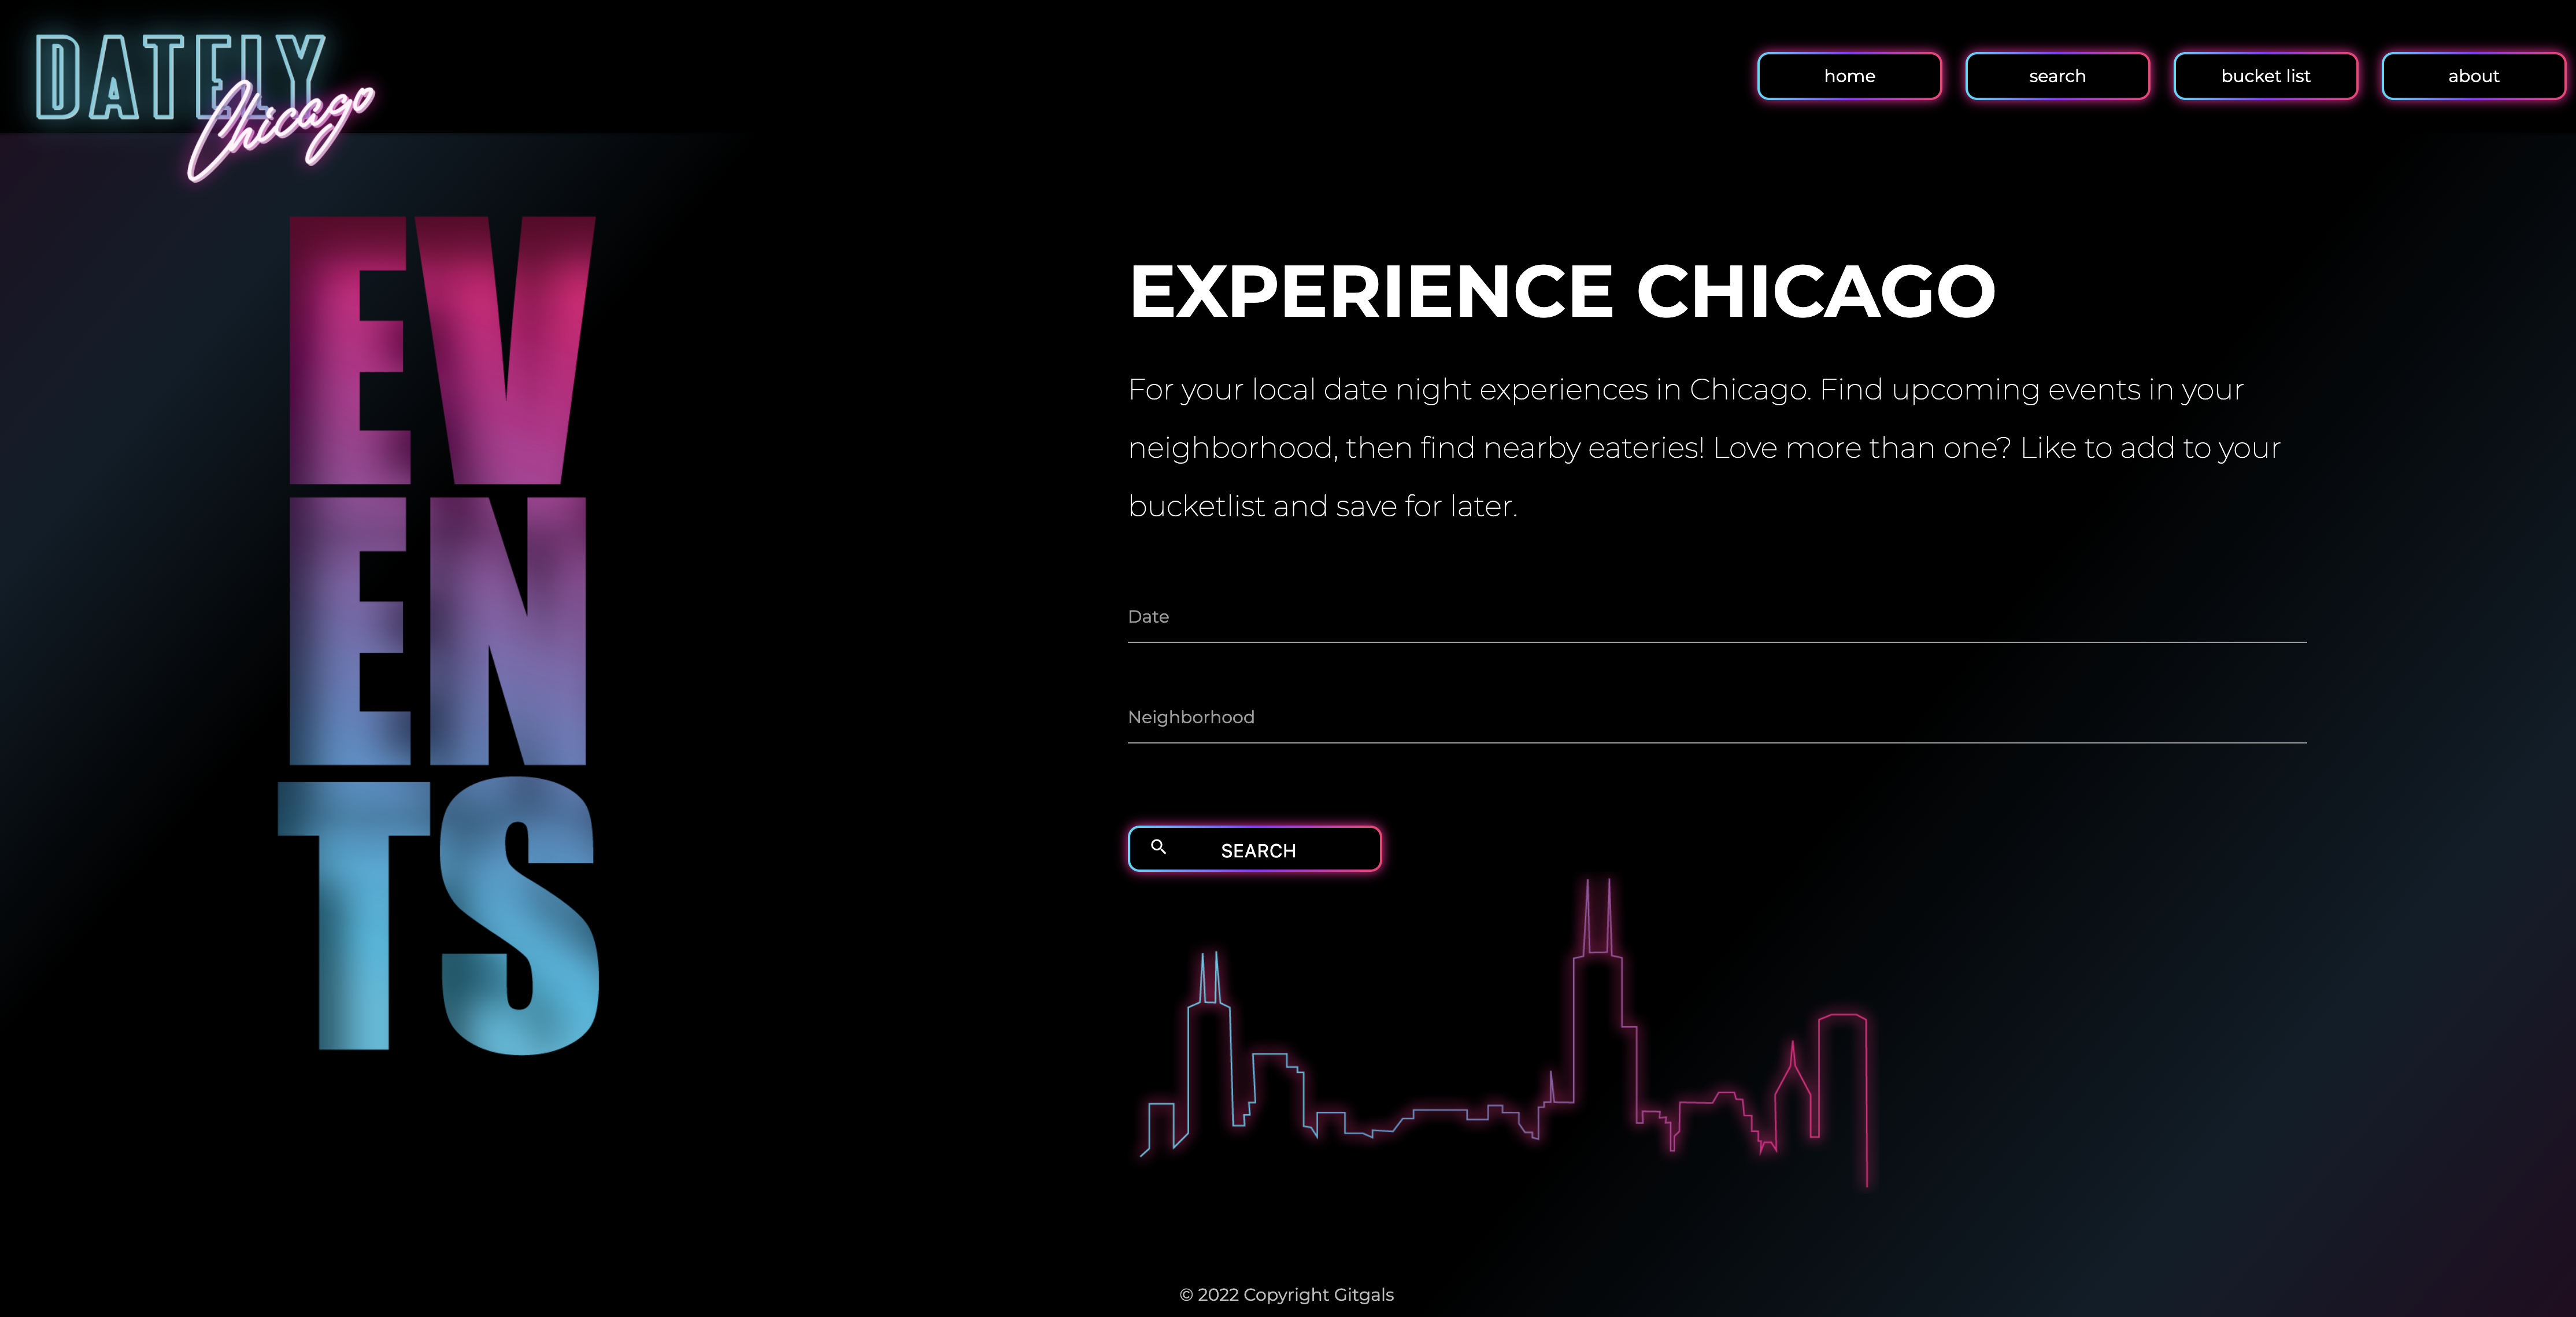 DATELY
Chicago
home
search
bucket list
about
EV
EN
TS
EXPERIENCE CHICAGO
For your local date night experiences in Chicago. Find upcoming events in your
neighborhood, then find nearby eateries! Love more than one? Like to add to your
bucketlist and save for later.
Date
Neighborhood
SEARCH
© 2022 Copyright Gitgals